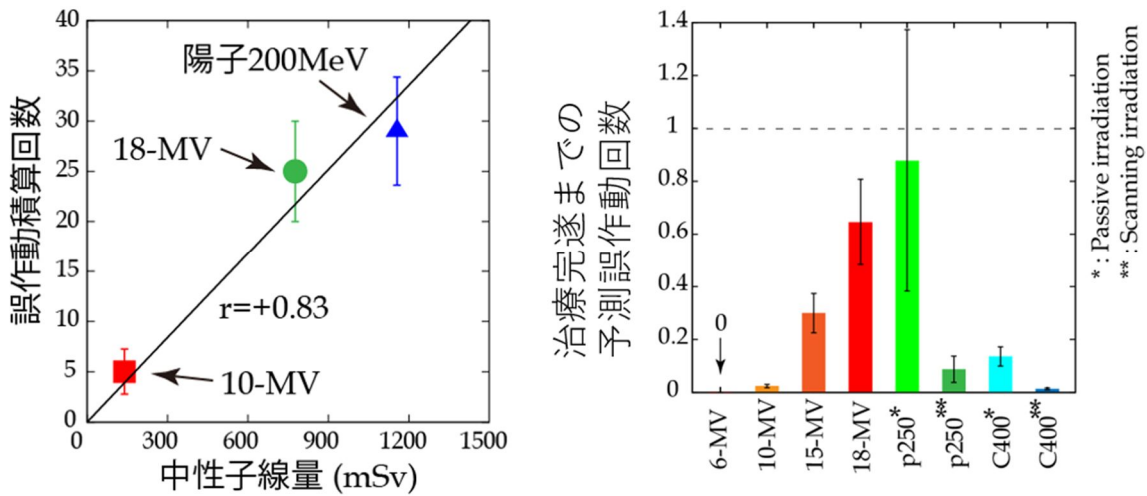 40
35
30
25
20
15
10
5
0
誤作動積算回数
陽子200MeV
18-MV
r=+0.83
10-MV
0
300
600
900
1200
1500
中性子線量 (mSv)
治療完遂までの
予測誤作動回数
1.4
1.2
1
0.8
0.6
0.4
0.2
0
0
6-MV
10-MV
15-MV
18-MV
p250*
p250**
C400*
C400**
* : Passive irradiation
** : Scanning irradiation